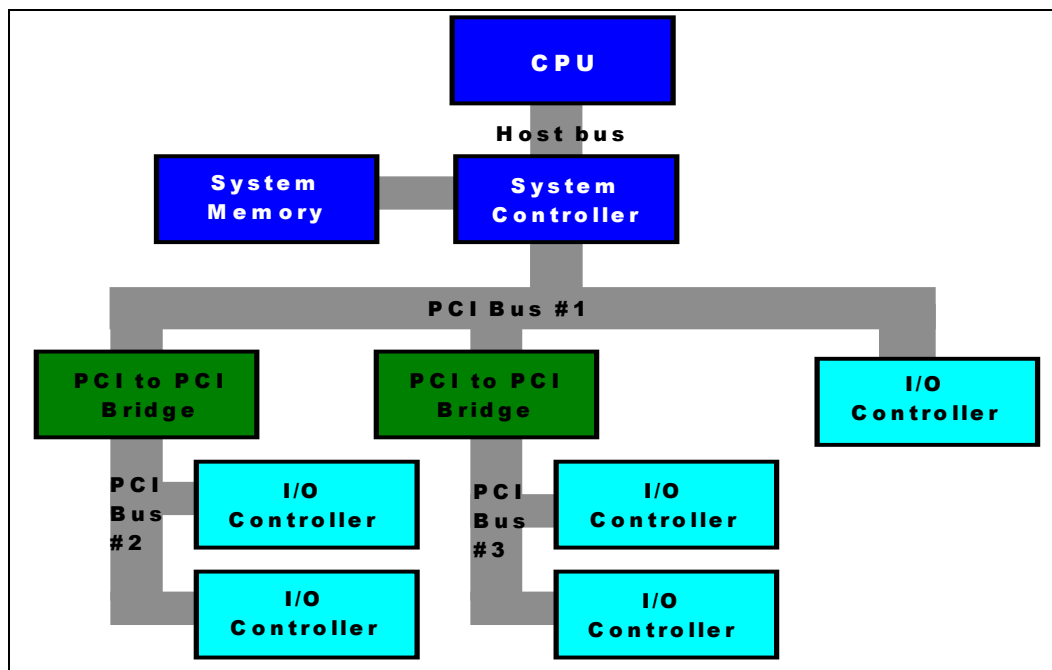 CPU
Host bus
System
Memory
System
Controller
PCI Bus #1
PCI to PCI
Bridge
PCI to PCI
Bridge
I/O
Controller
PCI
Bus
#2
I/O
Controller
I/O
Controller
PCI
Bus
#3
I/O
Controller
I/O
Controller